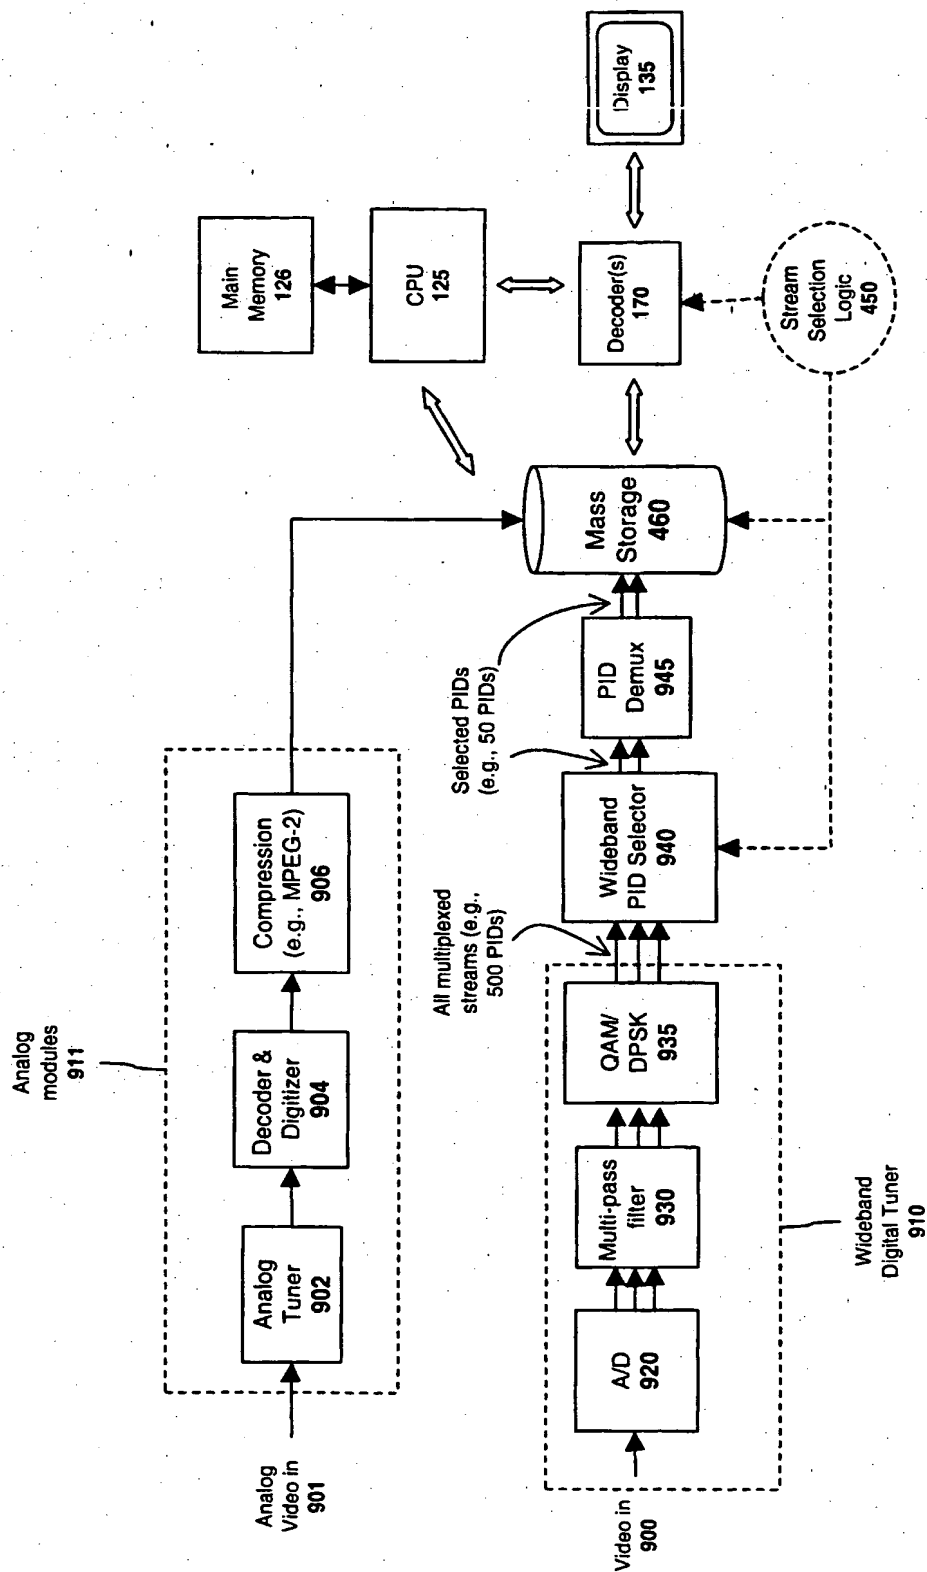 Analog
modules
911
Analog
Video in
901
Analog
Tuner
902
Decoder &
Digitizer
904
Compression
(e.g., MPEG-2)
906
Main
Memory
126
CPU
125
Video in
900
A/D
920
Multi-pass
filter
930
QAM/
DPSK
935
Wideband
Digital Tuner
910
All multiplexed
streams (e.g.,
500 PIDs)
Wideband
PID Selector
940
Selected PIDs
(e.g., 50 PIDs)
PID
Demux
945
Mass
Storage
460
Decoder(s)
170
Display
135
Stream
Selection
Logic
450